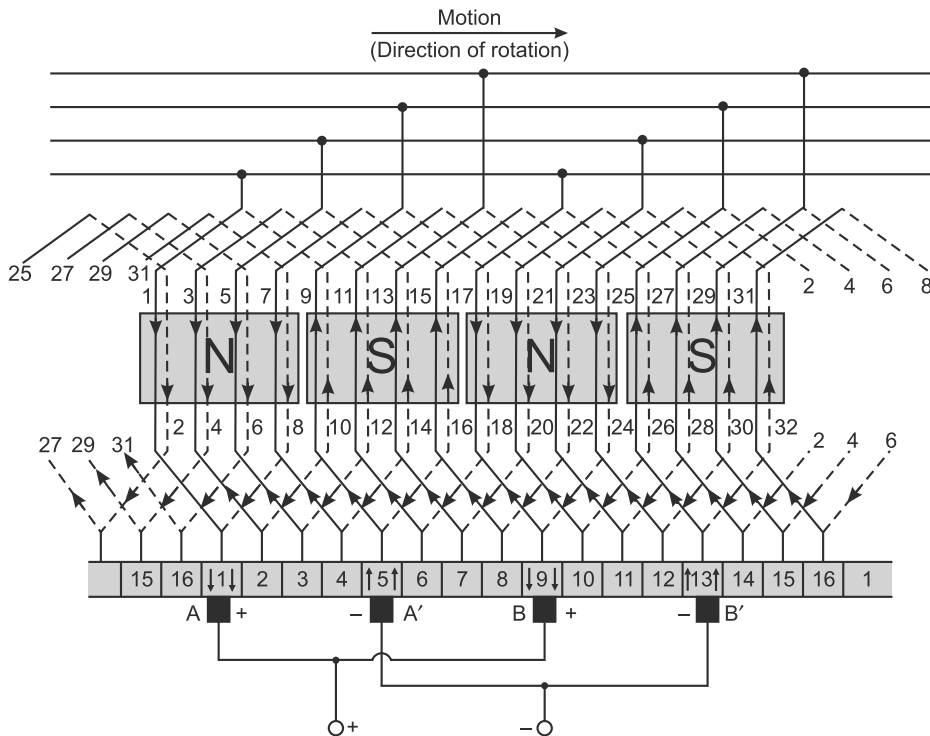 Motion
(Direction of rotation)
25 27 29 31 2 4 6 8
1 3 5 7 9 11 13 15 17 19 21 23 25 27 29 31
N S N S
2 4 6 8 10 12 14 16 18 20 22 24 26 28 30 32
27 29 31 2 4 6
15 16 1 2 3 4 5 6 7 8 9 10 11 12 13 14 15 16 1
A + – A′ B + – B′
+ –